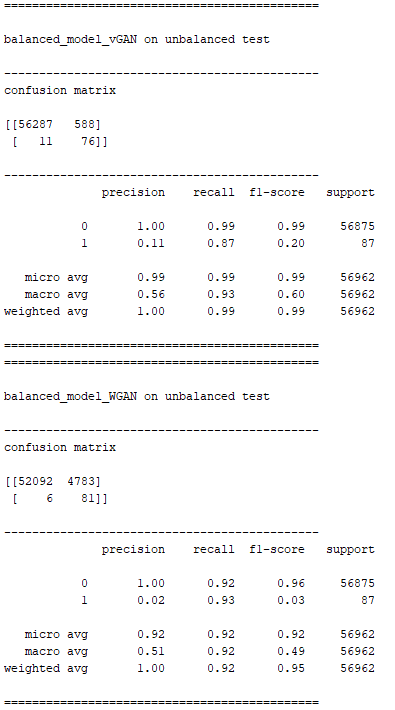 =============================================
balanced_model_vGAN on unbalanced test
---------------------------------------------
confusion matrix
[[56287   588]
 [   11    76]]
---------------------------------------------
              precision    recall  f1-score   support
           0       1.00      0.99      0.99     56875
           1       0.11      0.87      0.20        87
   micro avg       0.99      0.99      0.99     56962
   macro avg       0.56      0.93      0.60     56962
weighted avg       1.00      0.99      0.99     56962
=============================================
=============================================
balanced_model_WGAN on unbalanced test
---------------------------------------------
confusion matrix
[[52092  4783]
 [    6    81]]
---------------------------------------------
              precision    recall  f1-score   support
           0       1.00      0.92      0.96     56875
           1       0.02      0.93      0.03        87
   micro avg       0.92      0.92      0.92     56962
   macro avg       0.51      0.92      0.49     56962
weighted avg       1.00      0.92      0.95     56962
=============================================